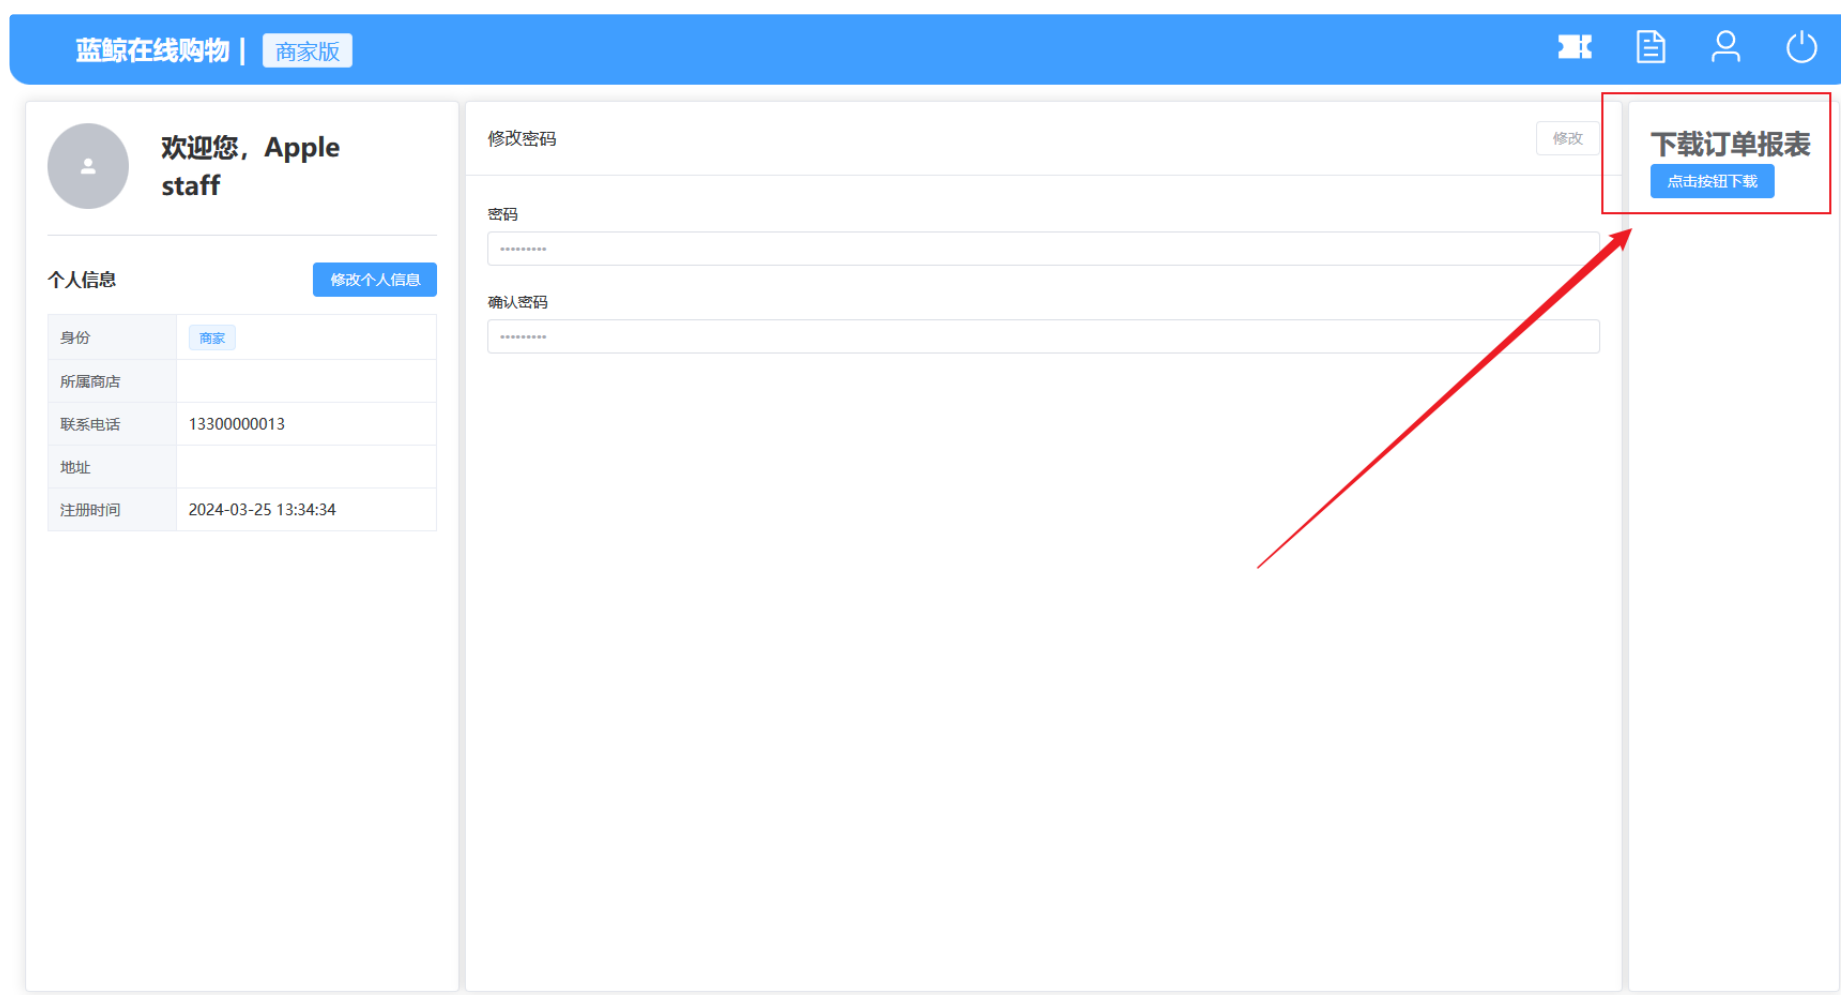 蓝鲸在线购物 | 商家版
欢迎您，Apple
staff
个人信息
修改个人信息
身份 商家
所属商店
联系电话 13300000013
地址
注册时间 2024-03-25 13:34:34
修改密码
修改
密码
•••••••••
确认密码
•••••••••
下载订单报表
点击按钮下载